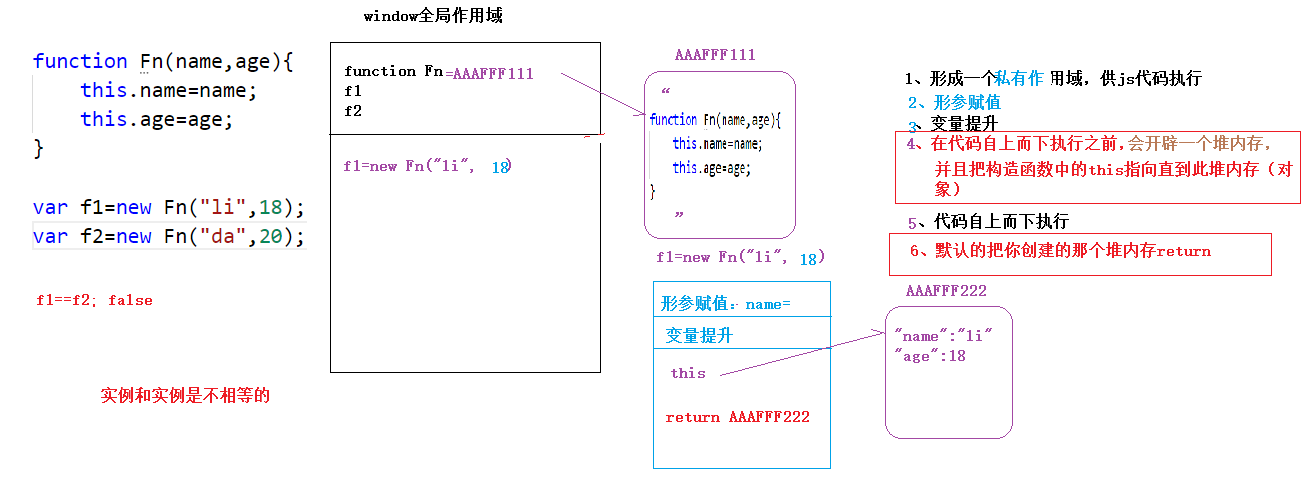 window全局作用域
function Fn(name,age){
this.name=name;
this.age=age;
}
var f1=new Fn("li",18);
var f2=new Fn("da",20);
f1==f2; false
实例和实例是不相等的
function Fn=AAAFFF111
f1
f2
f1=new Fn("li", 18)
AAAFFF111
“
function Fn(name,age){
this.name=name;
this.age=age;
}
”
f1=new Fn("li", 18)
形参赋值: name=
变量提升
this
return AAAFFF222
1、形成一个私有作 用域，供js代码执行
2、形参赋值
3、变量提升
4、在代码自上而下执行之前，会开辟一个堆内存，
并且把构造函数中的this指向直到此堆内存（对
象）
5、代码自上而下执行
6、默认的把你创建的那个堆内存return
AAAFFF222
"name":"li"
"age":18